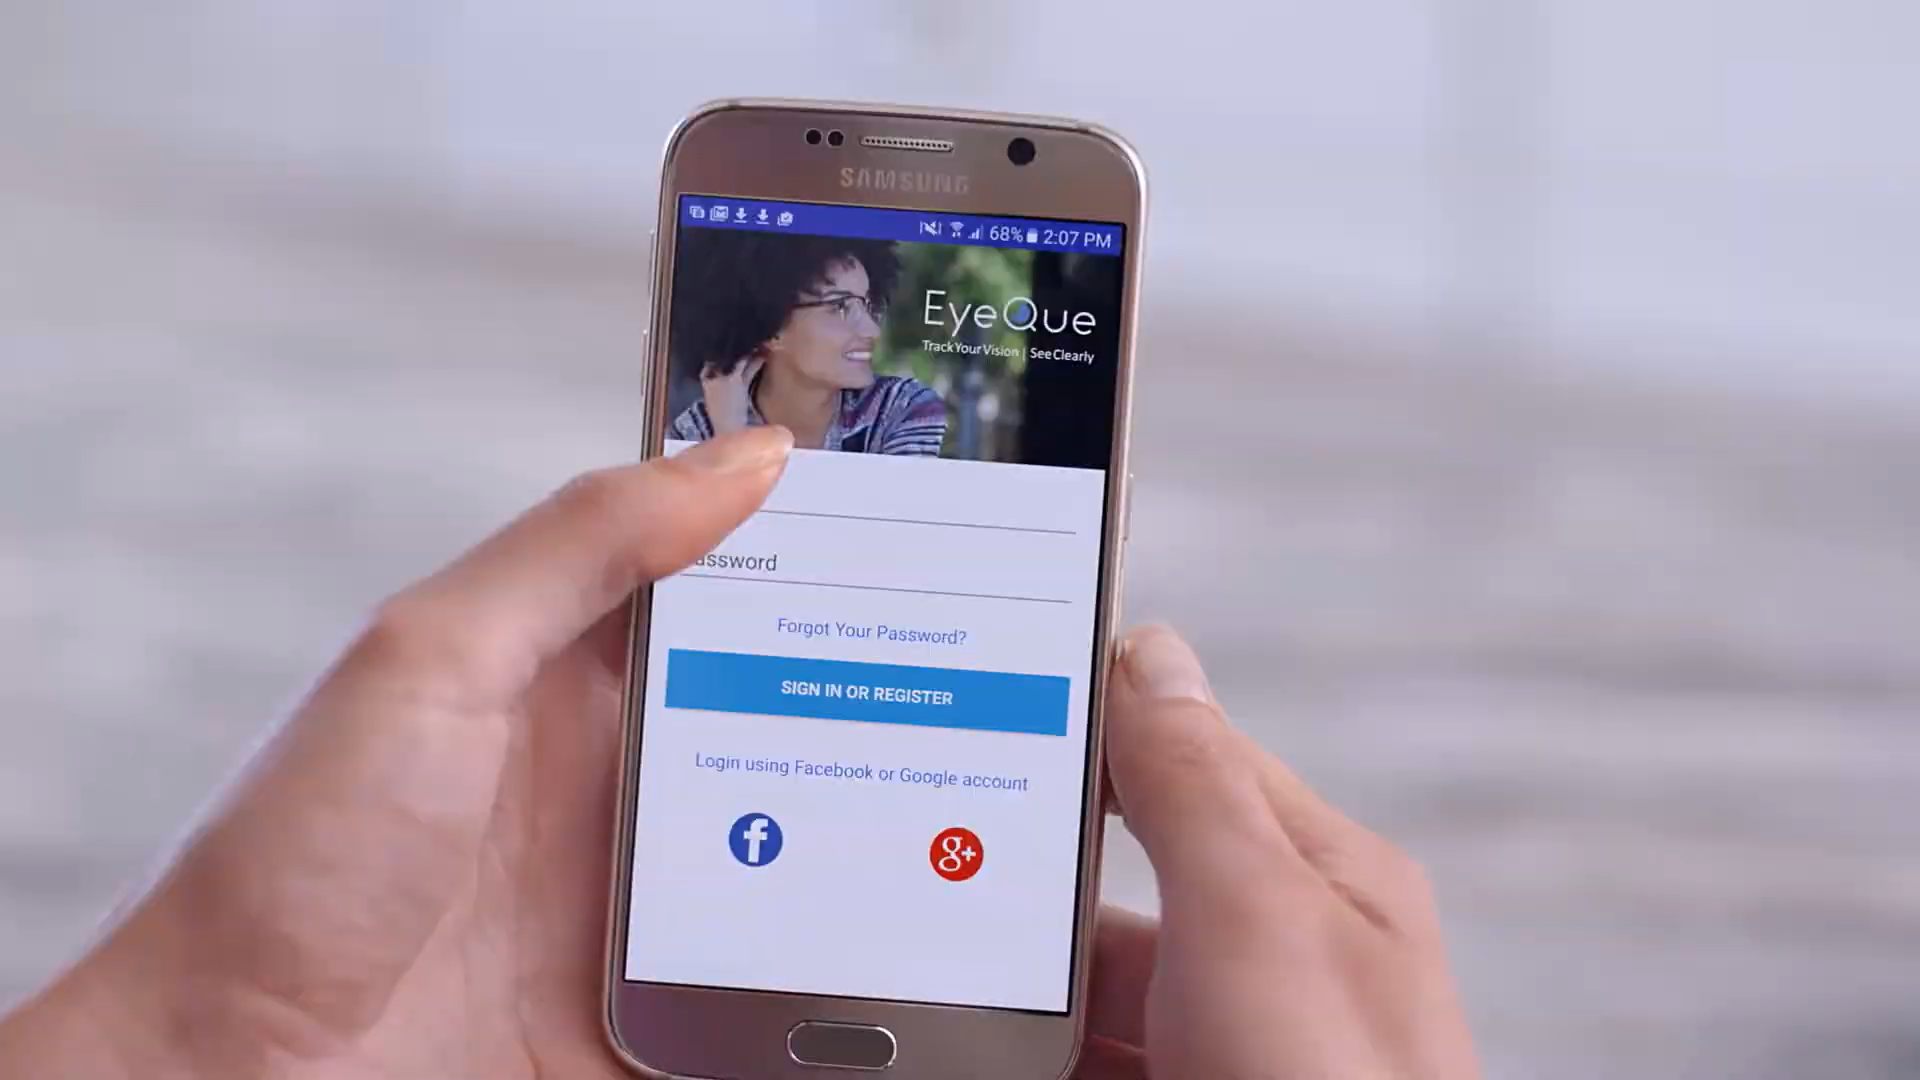 SAMSUNG
68% 2:07 PM
EyeQue
Track Your Vision | See Clearly
assword
Forgot Your Password?
SIGN IN OR REGISTER
Login using Facebook or Google account
f
g+